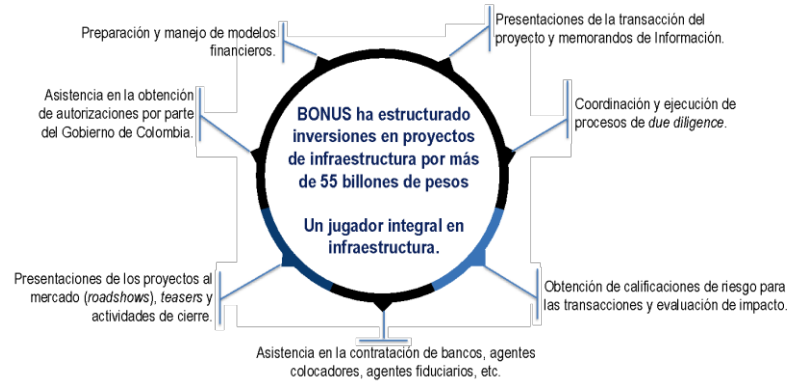 Preparación y manejo de modelos
financieros.
Presentaciones de la transacción del
proyecto y memorandos de Información.
Asistencia en la obtención
de autorizaciones por parte
del Gobierno de Colombia.
Coordinación y ejecución de
procesos de due diligence.
BONUS ha estructurado
inversiones en proyectos
de infraestructura por más
de 55 billones de pesos
Un jugador integral en
infraestructura.
Presentaciones de los proyectos al
mercado (roadshows), teasers y
actividades de cierre.
Obtención de calificaciones de riesgo para
las transacciones y evaluación de impacto.
Asistencia en la contratación de bancos, agentes
colocadores, agentes fiduciarios, etc.